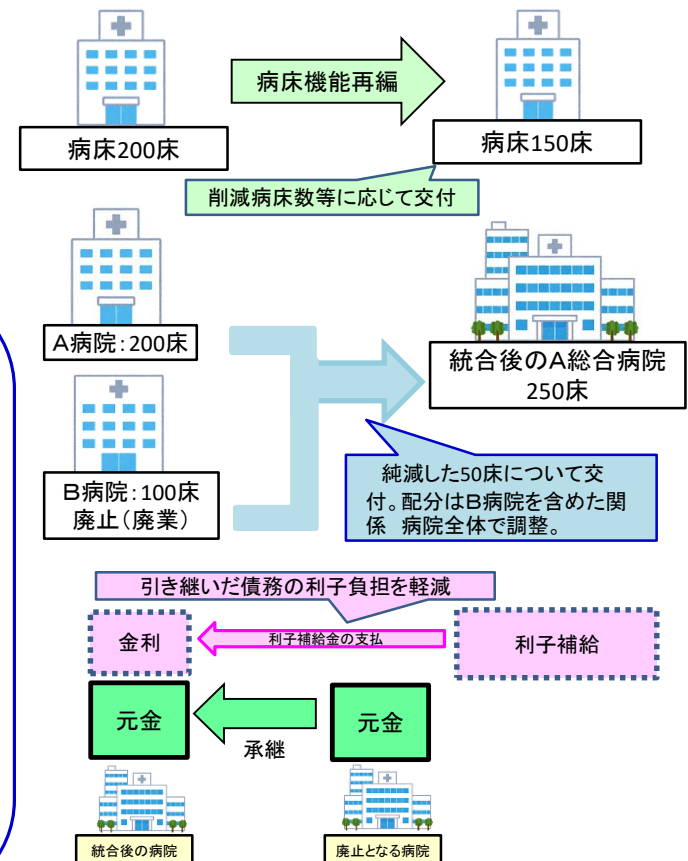 病床機能再編
病床200床
病床150床
削減病床数等に応じて交付
A病院:200床
統合後のA総合病院
250床
B病院:100床
廃止(廃業)
純減した50床について交
付。配分はB病院を含めた関
係 病院全体で調整。
引き継いだ債務の利子負担を軽減
金利
利子補給金の支払
利子補給
元金
元金
承継
統合後の病院
廃止となる病院